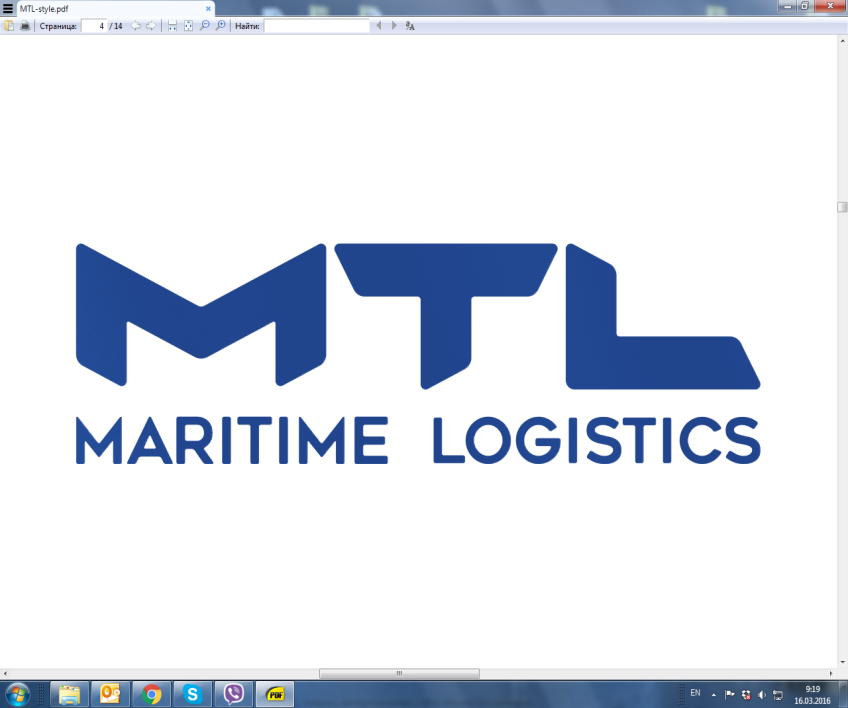 MTL-style.pdf
Страница: 4 / 14 Найти:
MTL
MARITIME LOGISTICS
EN
9:19
16.03.2016